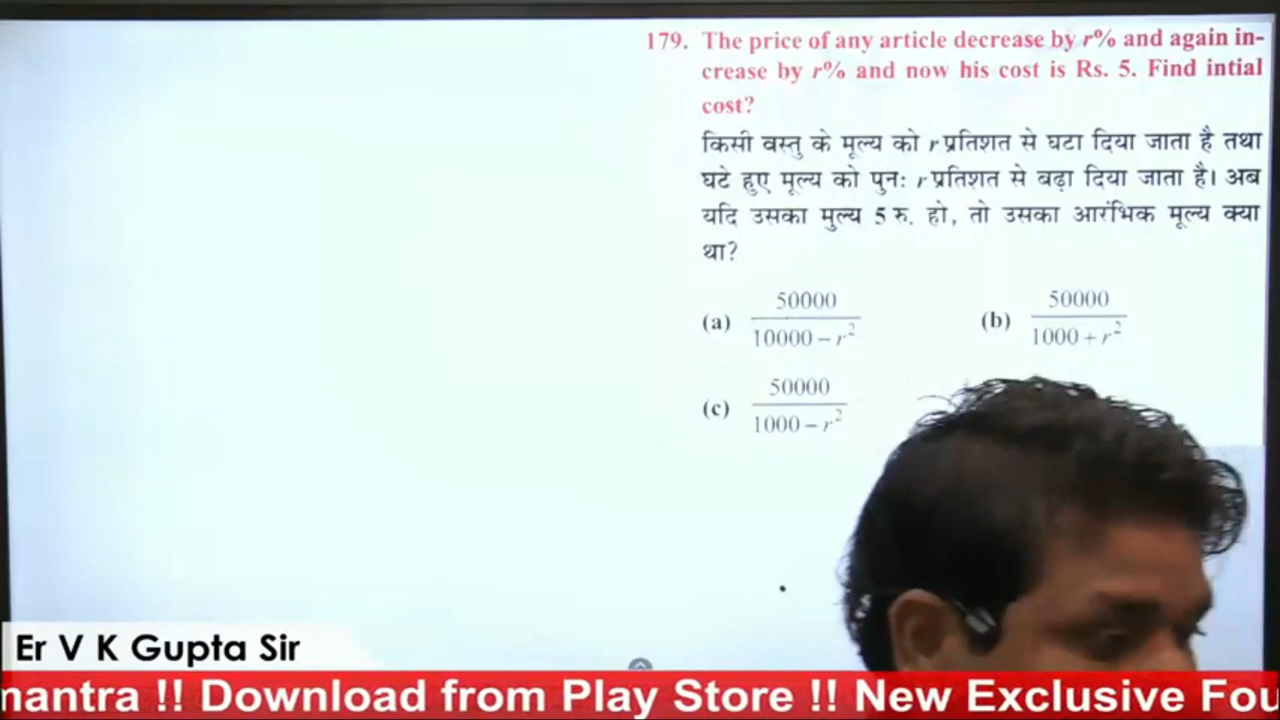 179. The price of any article decrease by r% and again in-
crease by r% and now his cost is Rs. 5. Find intial
cost?
किसी वस्तु के मूल्य को r प्रतिशत से घटा दिया जाता है तथा
घटे हुए मूल्य को पुनः r प्रतिशत से बढ़ा दिया जाता है। अब
यदि उसका मुल्य 5 रु. हो, तो उसका आरंभिक मूल्य क्या
था?
(a) 50000 / 10000 – r² (b) 50000 / 1000 + r²
(c) 50000 / 1000 – r²
Er V K Gupta Sir
mantra !! Download from Play Store !! New Exclusive Fou